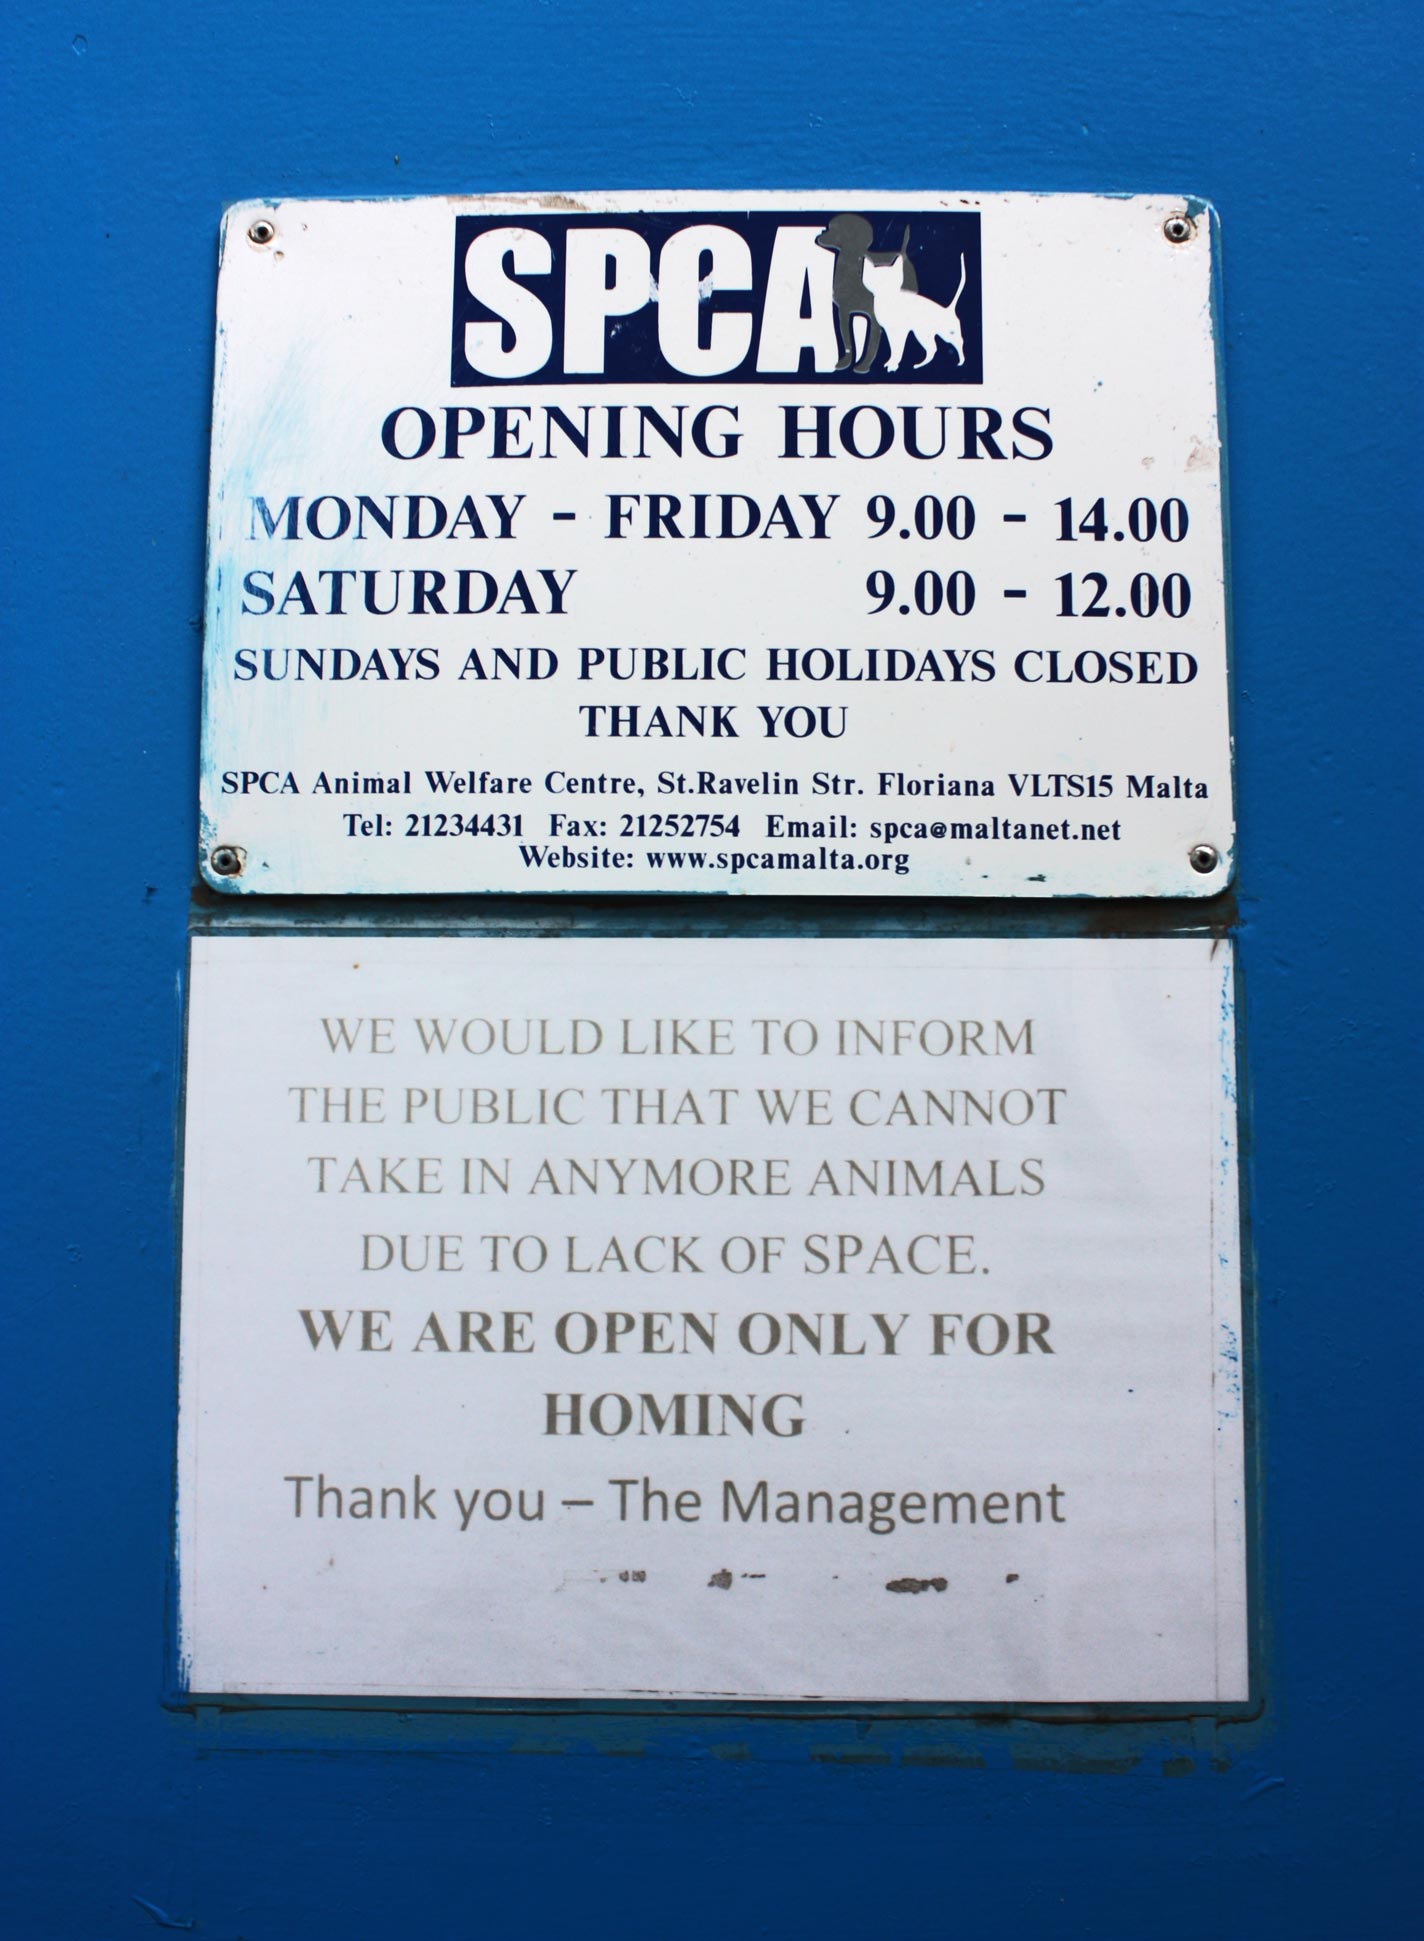 SPCA
OPENING HOURS
MONDAY - FRIDAY 9.00 - 14.00
SATURDAY 9.00 - 12.00
SUNDAYS AND PUBLIC HOLIDAYS CLOSED
THANK YOU
SPCA Animal Welfare Centre, St.Ravelin Str. Floriana VLTS15 Malta
Tel: 21234431 Fax: 21252754 Email: spca@maltanet.net
Website: www.spcamalta.org
WE WOULD LIKE TO INFORM
THE PUBLIC THAT WE CANNOT
TAKE IN ANYMORE ANIMALS
DUE TO LACK OF SPACE.
WE ARE OPEN ONLY FOR
HOMING
Thank you – The Management